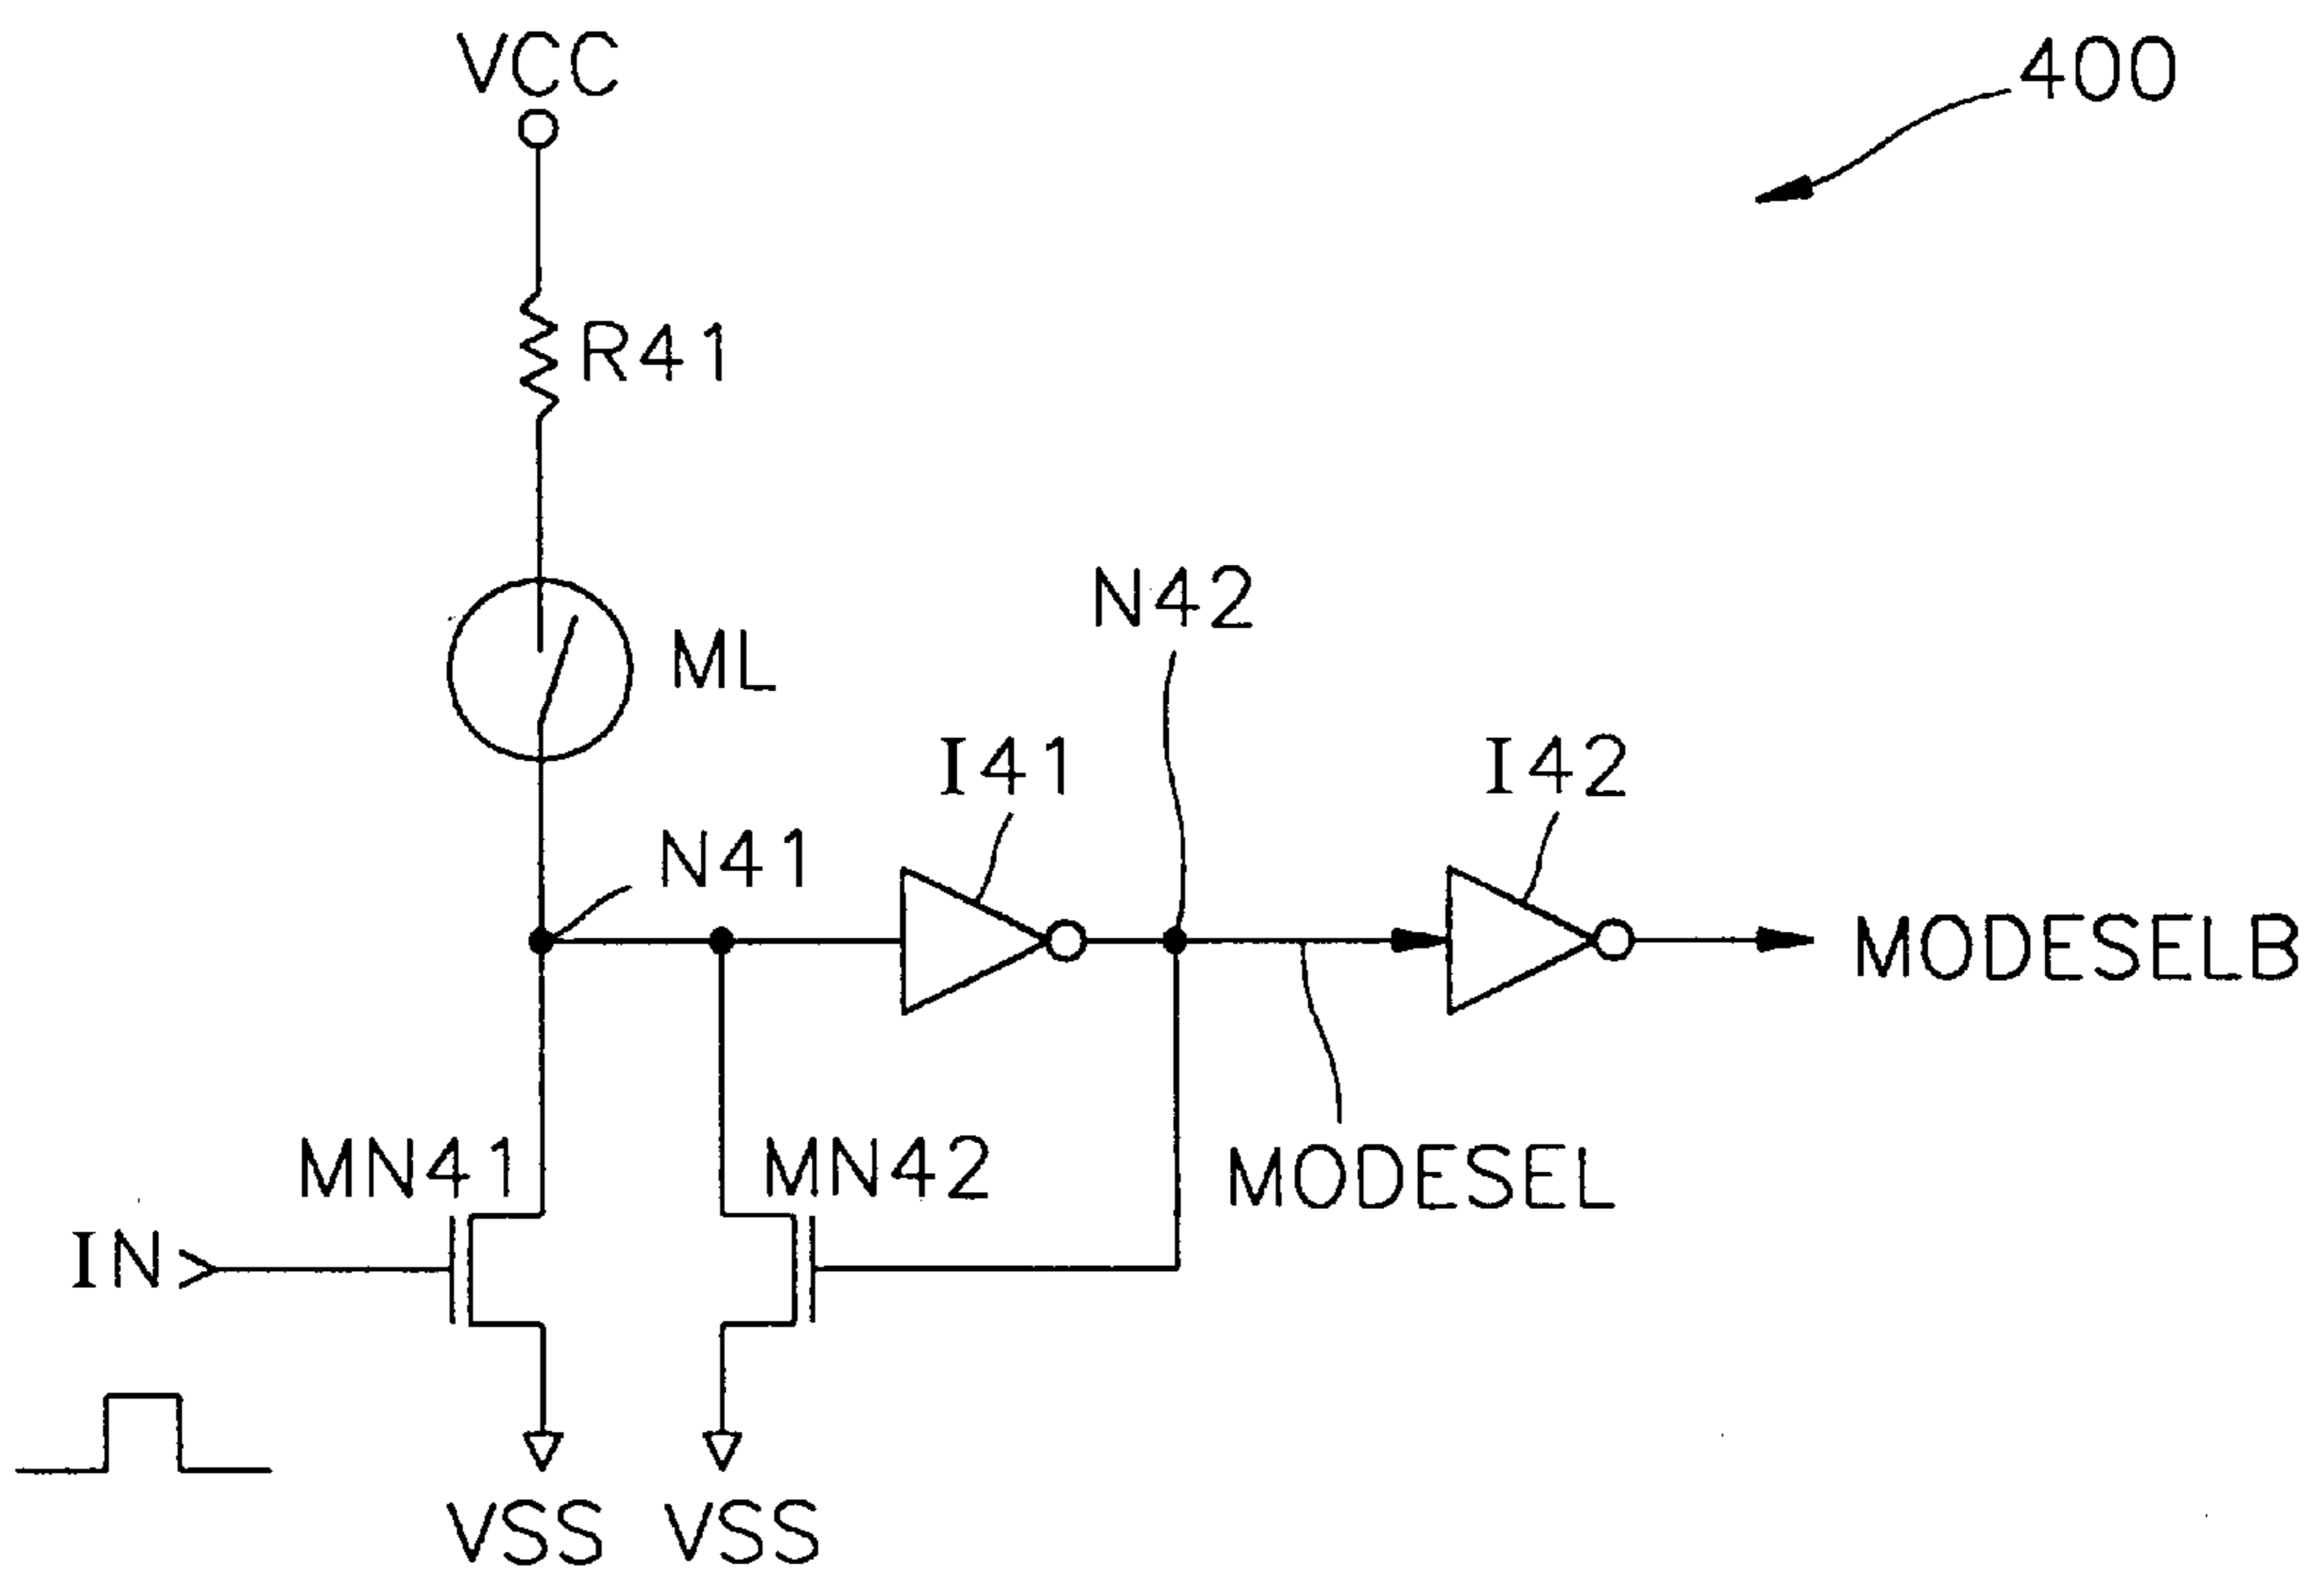 VCC
400
R41
ML
N42
I41
I42
N41
MODESELB
MN41
MN42
MODESEL
IN
VSS
VSS